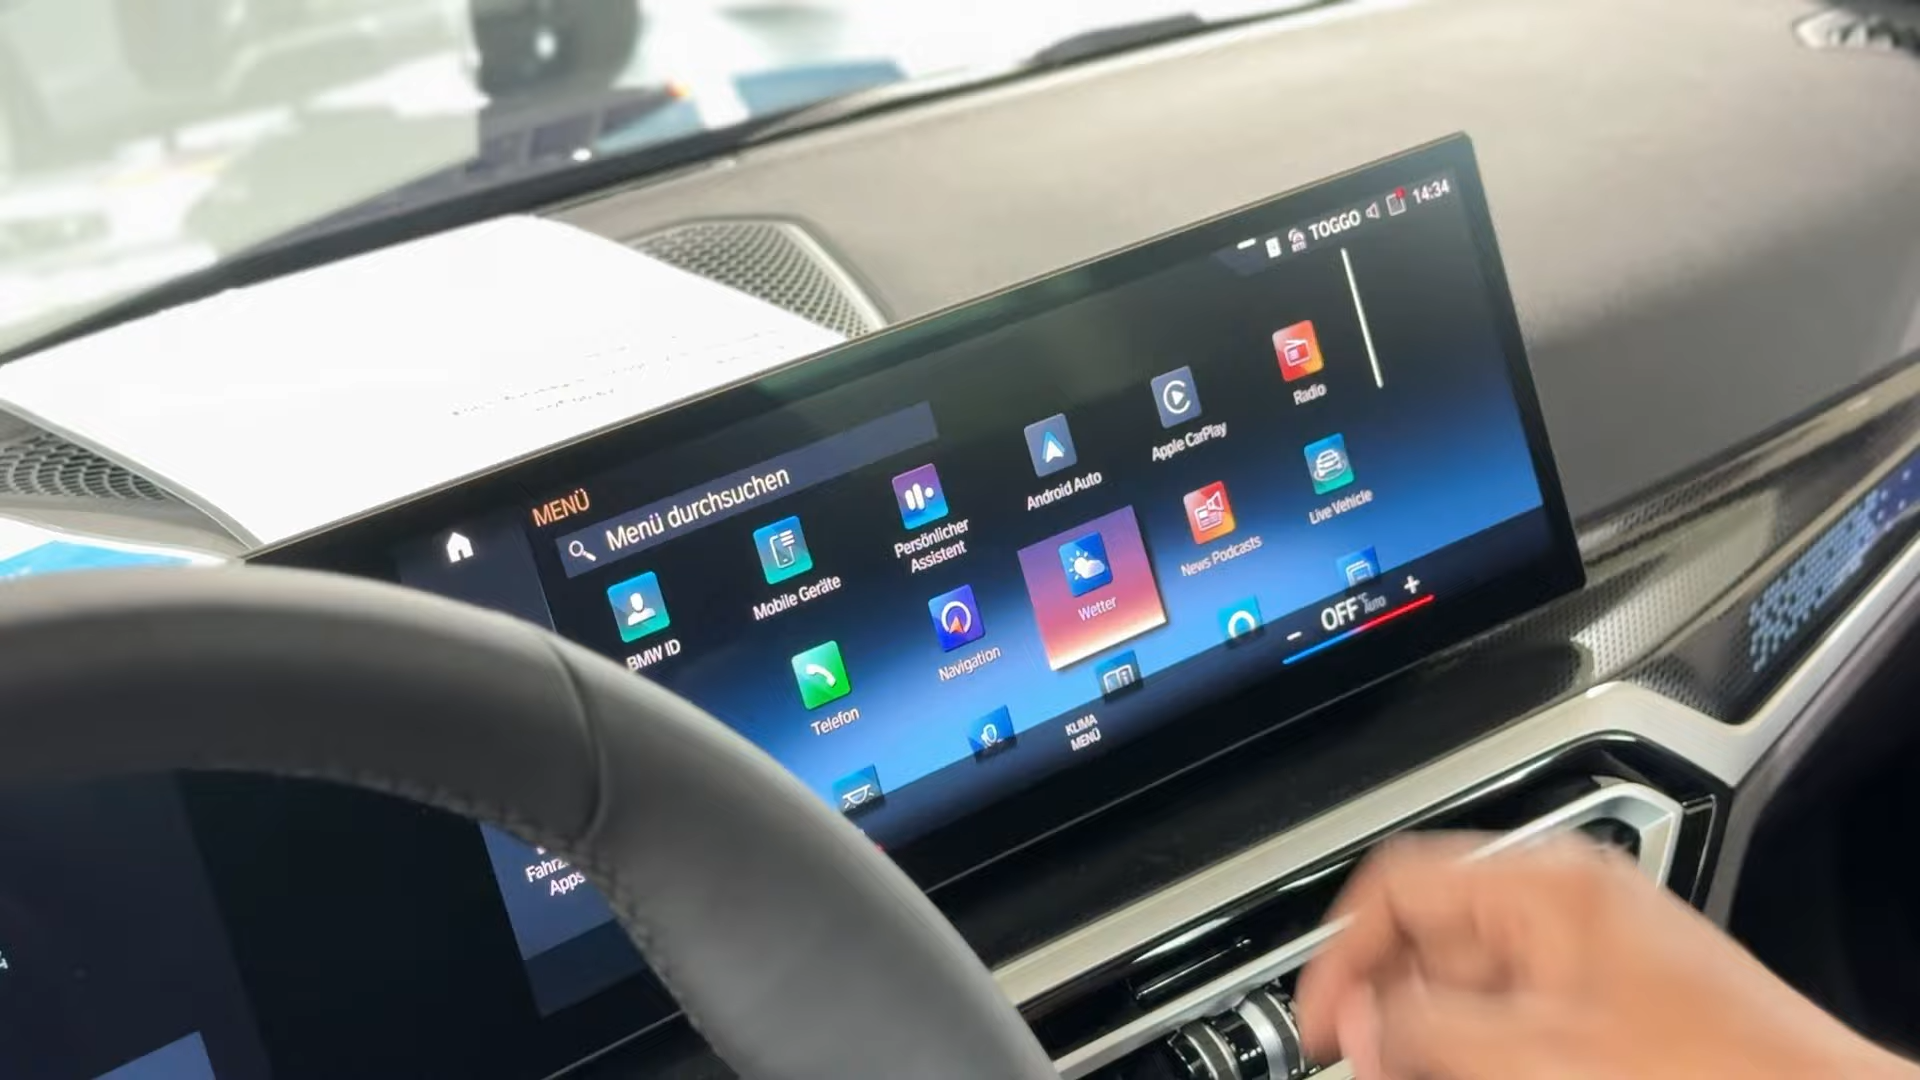 TOGGO 14:34
MENÜ
Menü durchsuchen
BMW ID
Mobile Geräte
Persönlicher
Assistent
Android Auto
Apple CarPlay
Radio
Telefon
Navigation
Wetter
News Podcasts
Live Vehicle
KLIMA
MENÜ
- OFF °C AUTO +
Apps